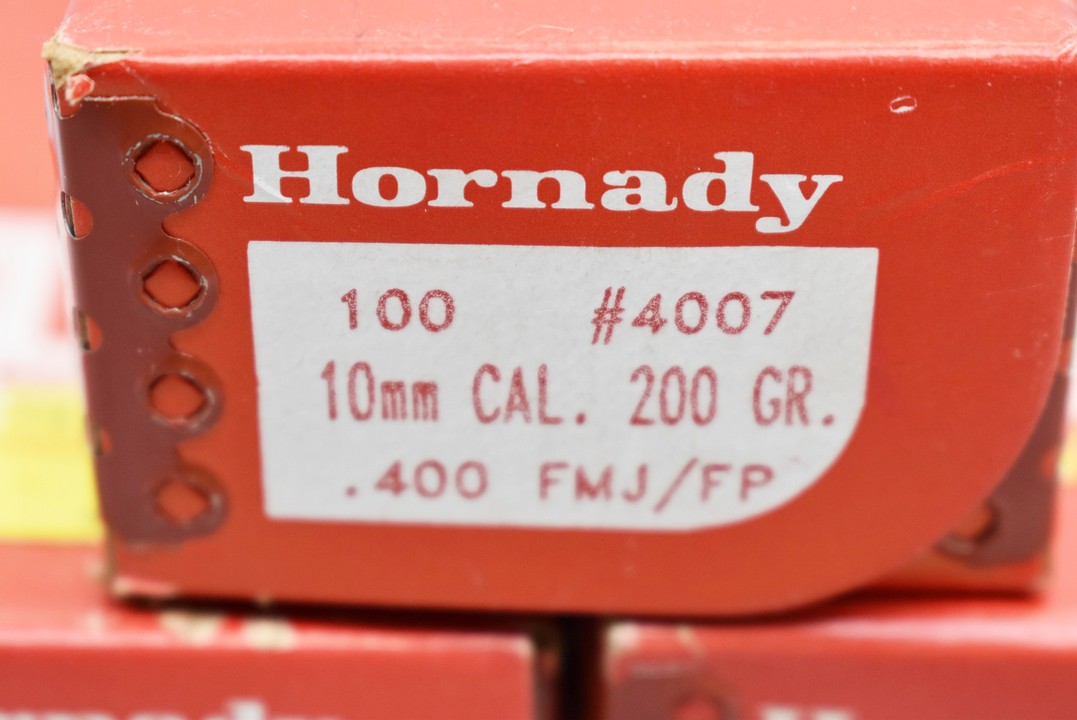 Hornady
100 #4007
10mm CAL. 200 GR.
.400 FMJ/FP